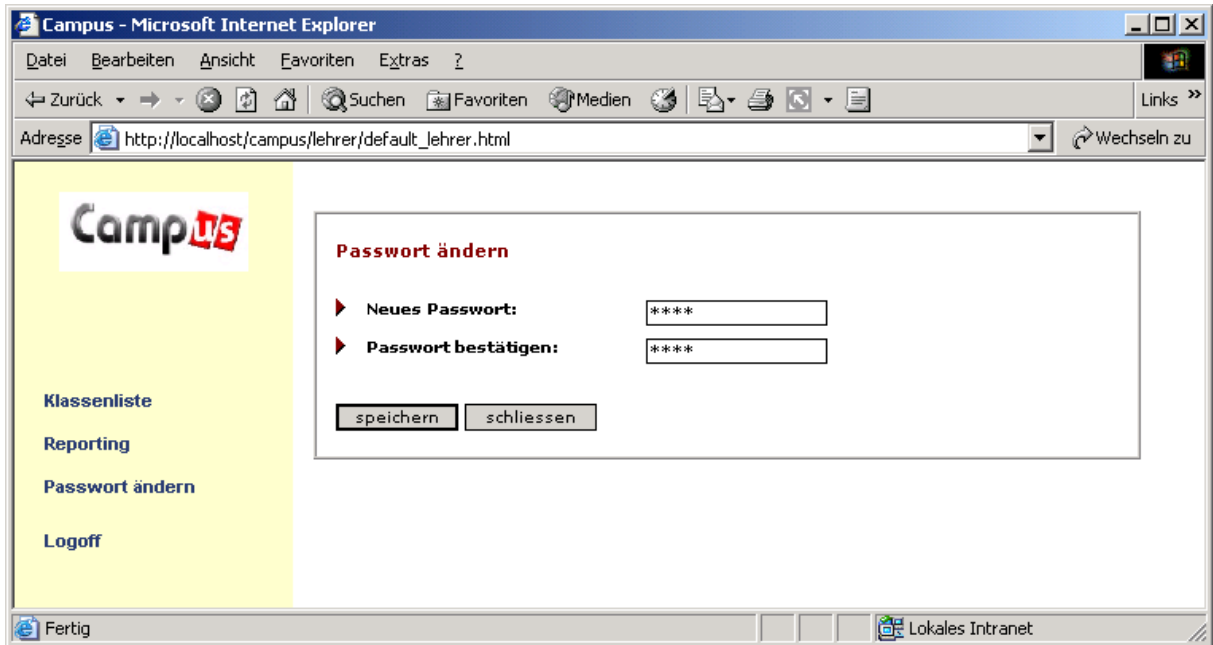 Campus - Microsoft Internet Explorer
Datei Bearbeiten Ansicht Favoriten Extras ?
Zurück Suchen Favoriten Medien Links »
Adresse http://localhost/campus/lehrer/default_lehrer.html Wechseln zu
Campus
Passwort ändern
Neues Passwort: ****
Passwort bestätigen: ****
speichern schliessen
Klassenliste
Reporting
Passwort ändern
Logoff
Fertig Lokales Intranet